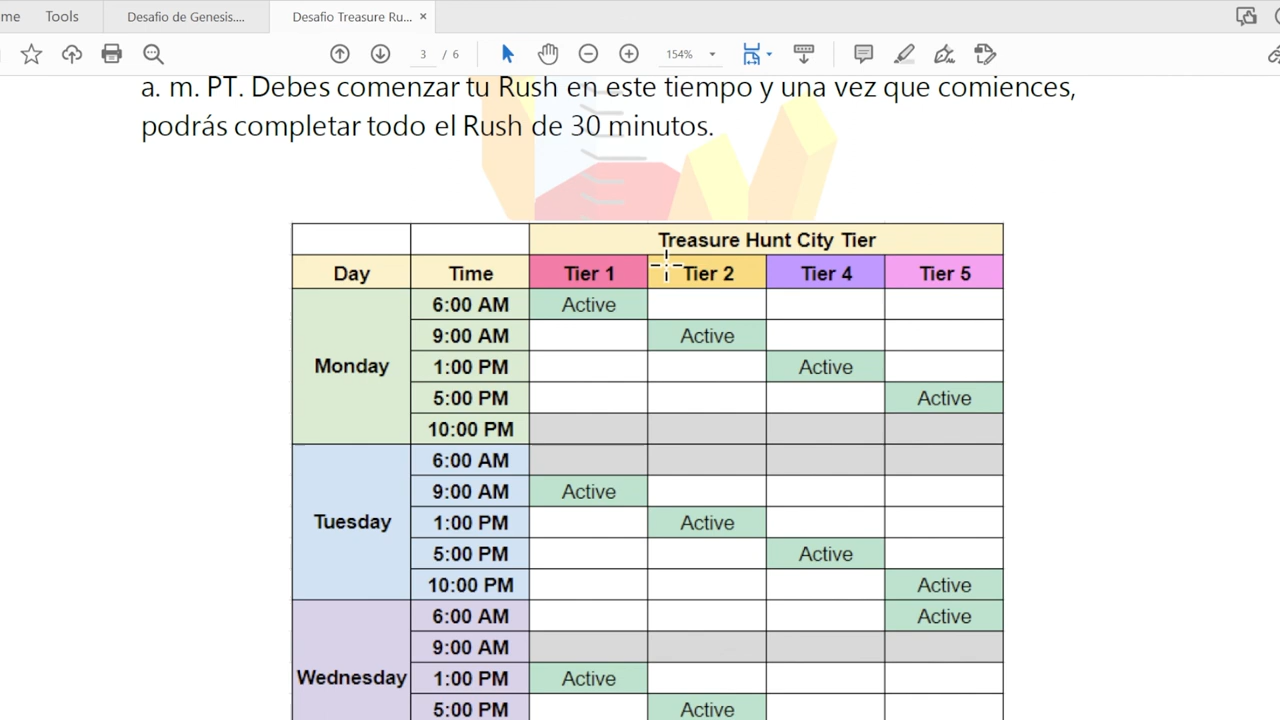 me Tools Desafio de Genesis.... Desafio Treasure Ru... ×
3 / 6 154%
a. m. PT. Debes comenzar tu Rush en este tiempo y una vez que comiences,
podrás completar todo el Rush de 30 minutos.
Treasure Hunt City Tier
Day Time Tier 1 Tier 2 Tier 4 Tier 5
6:00 AM Active
9:00 AM Active
Monday 1:00 PM Active
5:00 PM Active
10:00 PM
6:00 AM
9:00 AM Active
Tuesday 1:00 PM Active
5:00 PM Active
10:00 PM Active
6:00 AM Active
9:00 AM
Wednesday 1:00 PM Active
5:00 PM Active